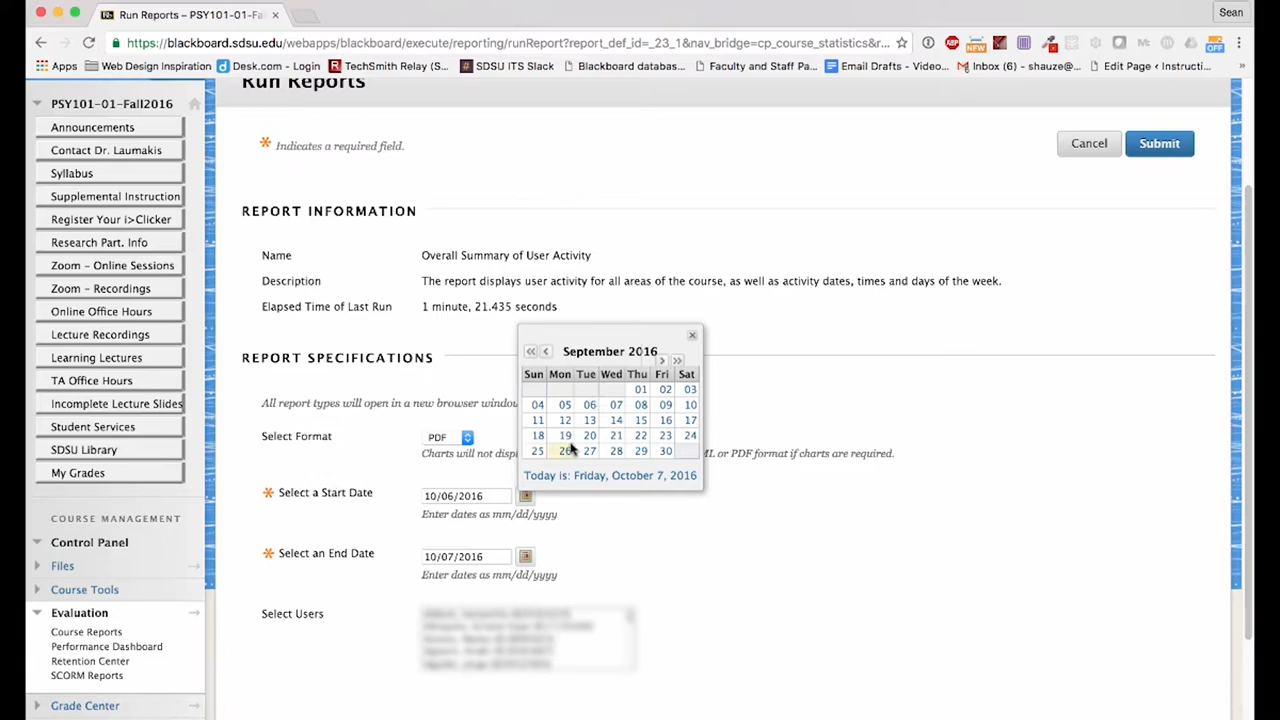 Run Reports – PSY101-01-Fa
Sean
https://blackboard.sdsu.edu/webapps/blackboard/execute/reporting/runReport?report_def_id=_23_1&nav_bridge=cp_course_statistics&r...
ABP NEW OFF
Apps Web Design Inspiration Desk.com - Login TechSmith Relay (S... SDSU ITS Slack Blackboard databas... Faculty and Staff Pa... Email Drafts - Video... Inbox (6) - shauze@... Edit Page ‹ Instructi...
PSY101-01-Fall2016
Announcements
Contact Dr. Laumakis
Syllabus
Supplemental Instruction
Register Your i>Clicker
Research Part. Info
Zoom - Online Sessions
Zoom - Recordings
Online Office Hours
Lecture Recordings
Learning Lectures
TA Office Hours
Incomplete Lecture Slides
Student Services
SDSU Library
My Grades
COURSE MANAGEMENT
Control Panel
Files
Course Tools
Evaluation
Course Reports
Performance Dashboard
Retention Center
SCORM Reports
Grade Center
Run Reports
* Indicates a required field.
Cancel Submit
REPORT INFORMATION
Name Overall Summary of User Activity
Description The report displays user activity for all areas of the course, as well as activity dates, times and days of the week.
Elapsed Time of Last Run 1 minute, 21.435 seconds
REPORT SPECIFICATIONS
All report types will open in a new browser window
Select Format PDF
Charts will not disp ML or PDF format if charts are required.
* Select a Start Date 10/06/2016
Enter dates as mm/dd/yyyy
* Select an End Date 10/07/2016
Enter dates as mm/dd/yyyy
Select Users
September 2016
Sun Mon Tue Wed Thu Fri Sat
01 02 03
04 05 06 07 08 09 10
11 12 13 14 15 16 17
18 19 20 21 22 23 24
25 26 27 28 29 30
Today is: Friday, October 7, 2016